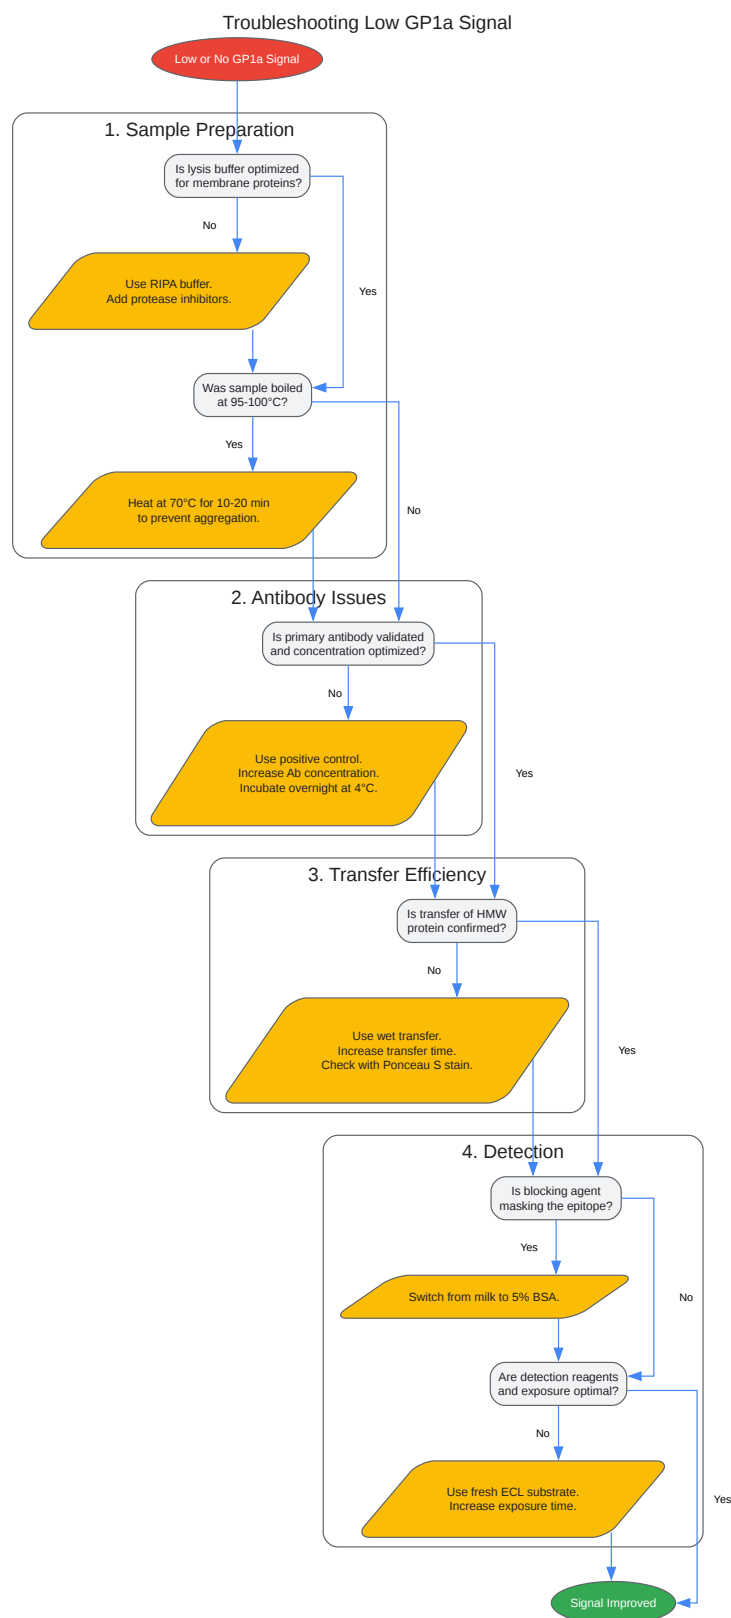 Troubleshooting Low GP1a Signal
Low or No GP1a Signal
1. Sample Preparation
Is lysis buffer optimized
for membrane proteins?
No
Yes
Use RIPA buffer.
Add protease inhibitors.
Was sample boiled
at 95-100°C?
Yes
No
Heat at 70°C for 10-20 min
to prevent aggregation.
2. Antibody Issues
Is primary antibody validated
and concentration optimized?
No
Yes
Use positive control.
Increase Ab concentration.
Incubate overnight at 4°C.
3. Transfer Efficiency
Is transfer of HMW
protein confirmed?
No
Yes
Use wet transfer.
Increase transfer time.
Check with Ponceau S stain.
4. Detection
Is blocking agent
masking the epitope?
Yes
No
Switch from milk to 5% BSA.
Are detection reagents
and exposure optimal?
No
Yes
Use fresh ECL substrate.
Increase exposure time.
Signal Improved